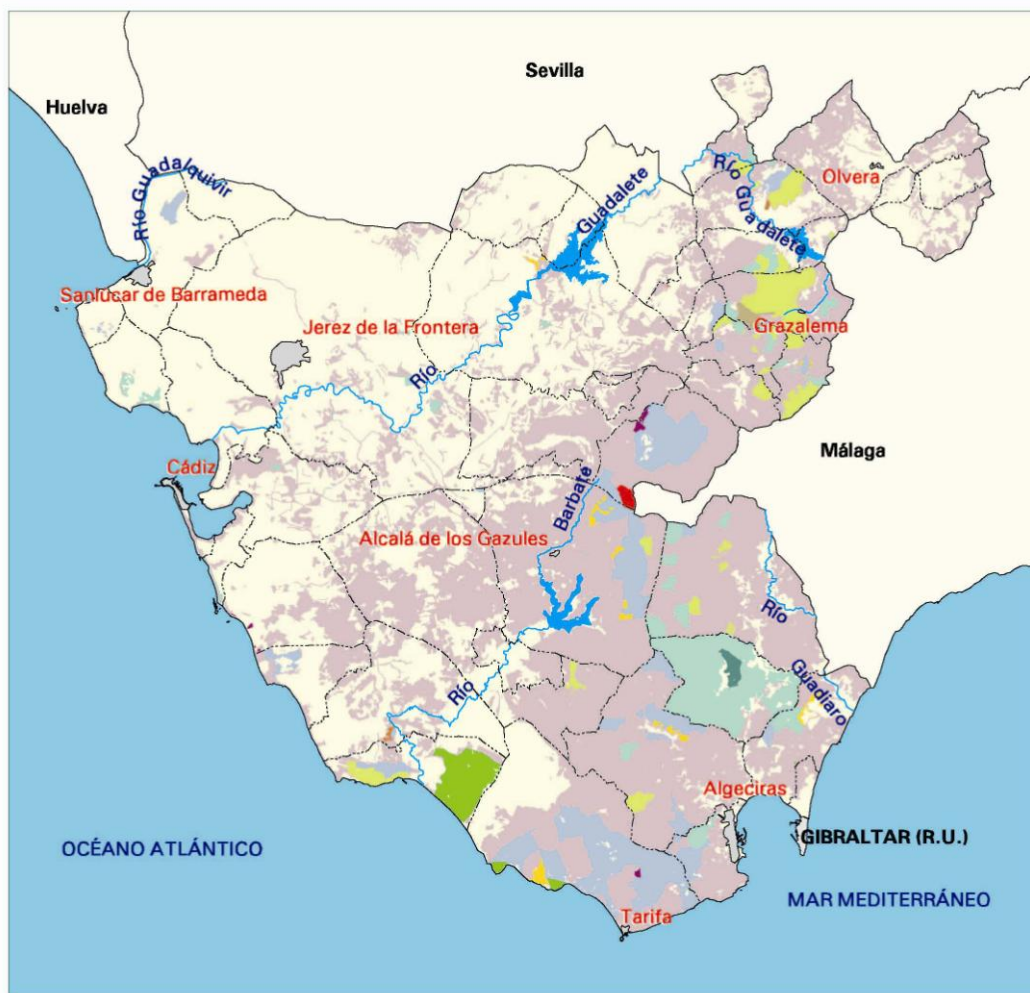 Sevilla
Huelva
Río Guadalquivir
Río Guadalete
Olvera
Guadalete
Sanlúcar de Barrameda
Jerez de la Frontera
Grazalema
Río
Málaga
Cádiz
Barbate
Alcalá de los Gazules
Río
Guadiaro
Río
Algeciras
GIBRALTAR (R.U.)
OCÉANO ATLÁNTICO
MAR MEDITERRÁNEO
Tarifa